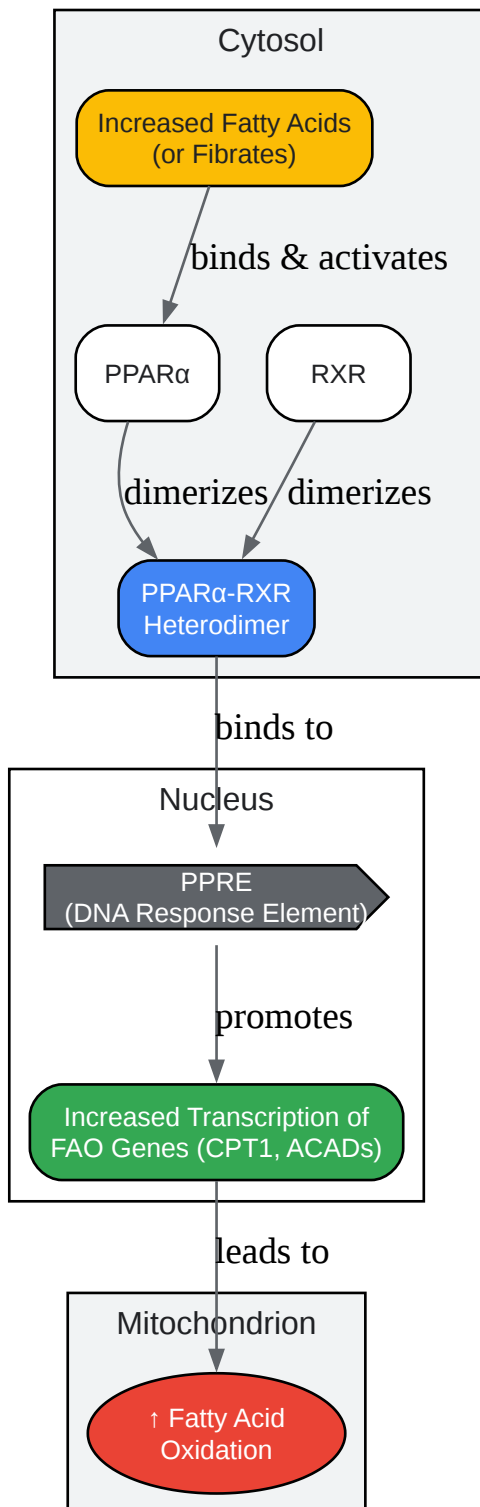 Cytosol
Increased Fatty Acids
(or Fibrates)
binds & activates
PPARα
RXR
dimerizes
dimerizes
PPARα-RXR
Heterodimer
binds to
Nucleus
PPRE
(DNA Response Element)
promotes
Increased Transcription of
FAO Genes (CPT1, ACADs)
leads to
Mitochondrion
↑ Fatty Acid
Oxidation